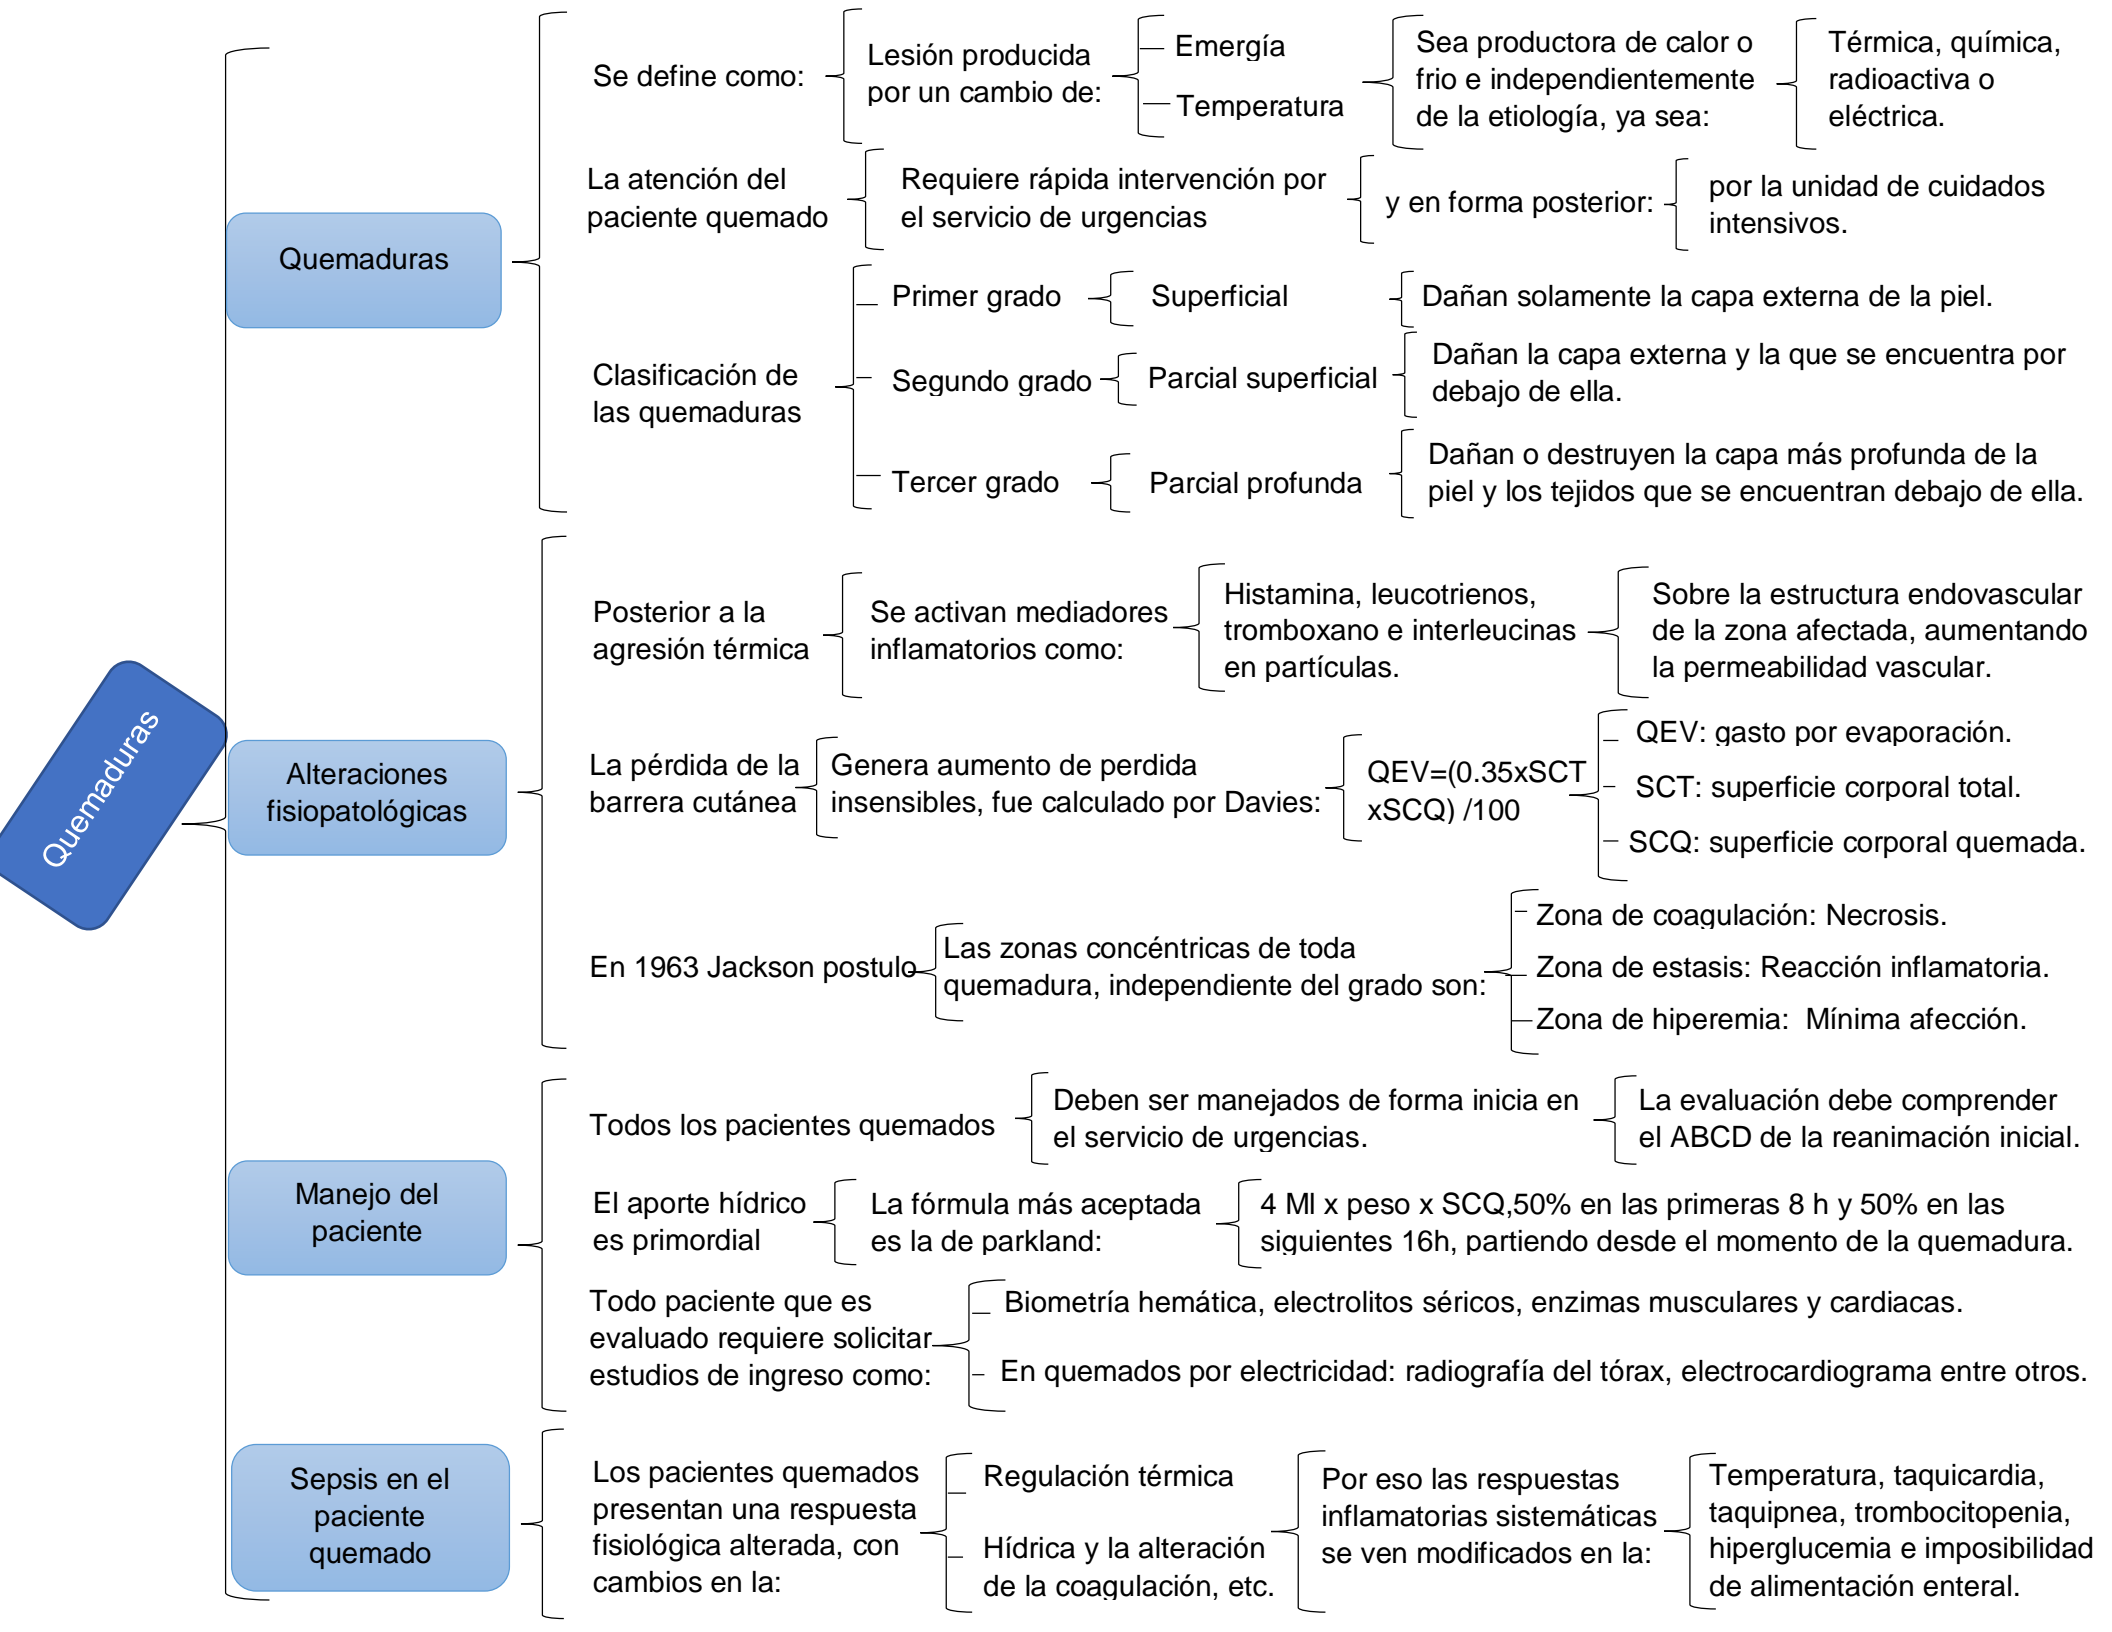 Quemaduras
Quemaduras
Se define como:
Lesión producida
por un cambio de:
Emergía
Temperatura
Sea productora de calor o
frio e independientemente
de la etiología, ya sea:
Térmica, química,
radioactiva o
eléctrica.
La atención del
paciente quemado
Requiere rápida intervención por
el servicio de urgencias
y en forma posterior:
por la unidad de cuidados
intensivos.
Clasificación de
las quemaduras
Primer grado
Superficial
Dañan solamente la capa externa de la piel.
Segundo grado
Parcial superficial
Dañan la capa externa y la que se encuentra por
debajo de ella.
Tercer grado
Parcial profunda
Dañan o destruyen la capa más profunda de la
piel y los tejidos que se encuentran debajo de ella.
Alteraciones
fisiopatológicas
Posterior a la
agresión térmica
Se activan mediadores
inflamatorios como:
Histamina, leucotrienos,
tromboxano e interleucinas
en partículas.
Sobre la estructura endovascular
de la zona afectada, aumentando
la permeabilidad vascular.
La pérdida de la
barrera cutánea
Genera aumento de perdida
insensibles, fue calculado por Davies:
QEV=(0.35xSCT
xSCQ) /100
QEV: gasto por evaporación.
SCT: superficie corporal total.
SCQ: superficie corporal quemada.
En 1963 Jackson postulo
Las zonas concéntricas de toda
quemadura, independiente del grado son:
Zona de coagulación: Necrosis.
Zona de estasis: Reacción inflamatoria.
Zona de hiperemia:  Mínima afección.
Manejo del
paciente
Todos los pacientes quemados
Deben ser manejados de forma inicia en
el servicio de urgencias.
La evaluación debe comprender
el ABCD de la reanimación inicial.
El aporte hídrico
es primordial
La fórmula más aceptada
es la de parkland:
4 Ml x peso x SCQ,50% en las primeras 8 h y 50% en las
siguientes 16h, partiendo desde el momento de la quemadura.
Todo paciente que es
evaluado requiere solicitar
estudios de ingreso como:
Biometría hemática, electrolitos séricos, enzimas musculares y cardiacas.
En quemados por electricidad: radiografía del tórax, electrocardiograma entre otros.
Sepsis en el
paciente
quemado
Los pacientes quemados
presentan una respuesta
fisiológica alterada, con
cambios en la:
Regulación térmica
Hídrica y la alteración
de la coagulación, etc.
Por eso las respuestas
inflamatorias sistemáticas
se ven modificados en la:
Temperatura, taquicardia,
taquipnea, trombocitopenia,
hiperglucemia e imposibilidad
de alimentación enteral.